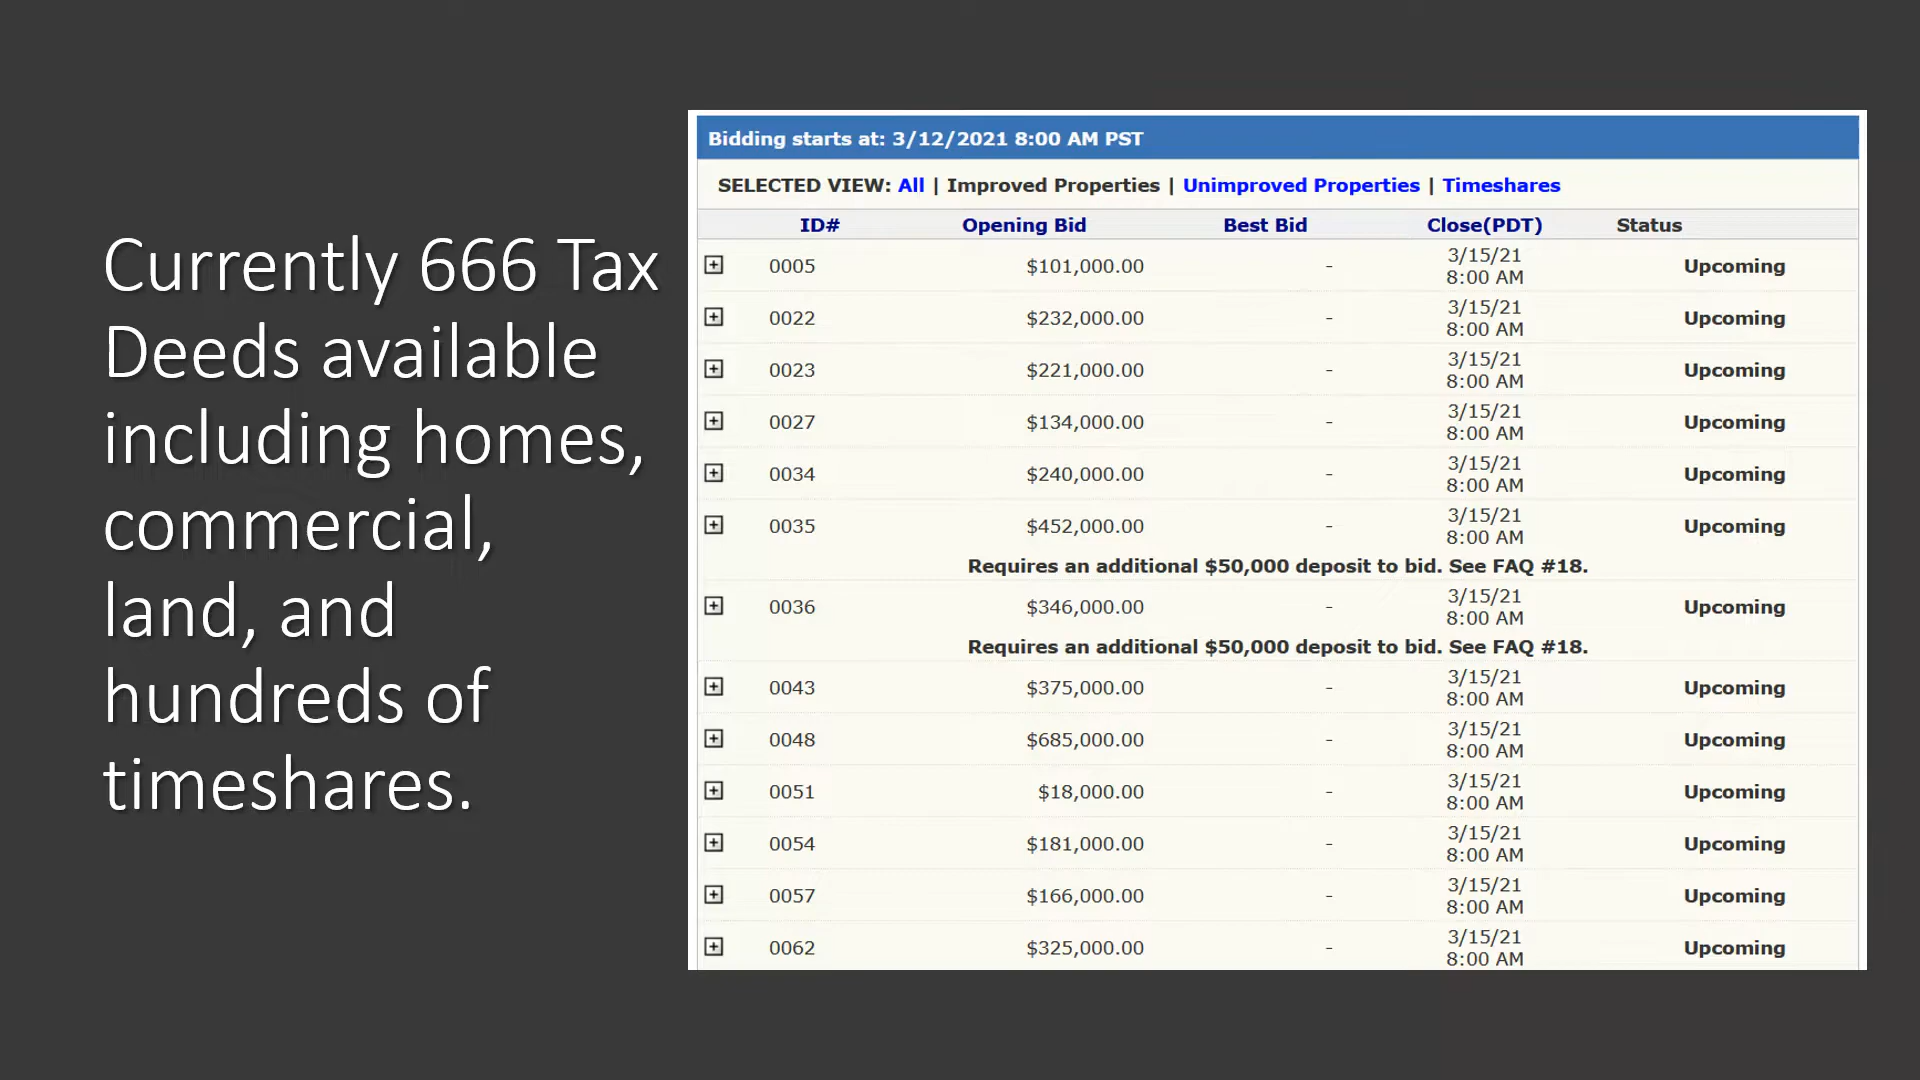 Currently 666 Tax
Deeds available
including homes,
commercial,
land, and
hundreds of
timeshares.
Bidding starts at: 3/12/2021 8:00 AM PST
SELECTED VIEW: All | Improved Properties | Unimproved Properties | Timeshares
ID# Opening Bid Best Bid Close(PDT) Status
0005 $101,000.00 - 3/15/21 8:00 AM Upcoming
0022 $232,000.00 - 3/15/21 8:00 AM Upcoming
0023 $221,000.00 - 3/15/21 8:00 AM Upcoming
0027 $134,000.00 - 3/15/21 8:00 AM Upcoming
0034 $240,000.00 - 3/15/21 8:00 AM Upcoming
0035 $452,000.00 - 3/15/21 8:00 AM Upcoming
Requires an additional $50,000 deposit to bid. See FAQ #18.
0036 $346,000.00 - 3/15/21 8:00 AM Upcoming
Requires an additional $50,000 deposit to bid. See FAQ #18.
0043 $375,000.00 - 3/15/21 8:00 AM Upcoming
0048 $685,000.00 - 3/15/21 8:00 AM Upcoming
0051 $18,000.00 - 3/15/21 8:00 AM Upcoming
0054 $181,000.00 - 3/15/21 8:00 AM Upcoming
0057 $166,000.00 - 3/15/21 8:00 AM Upcoming
0062 $325,000.00 - 3/15/21 8:00 AM Upcoming